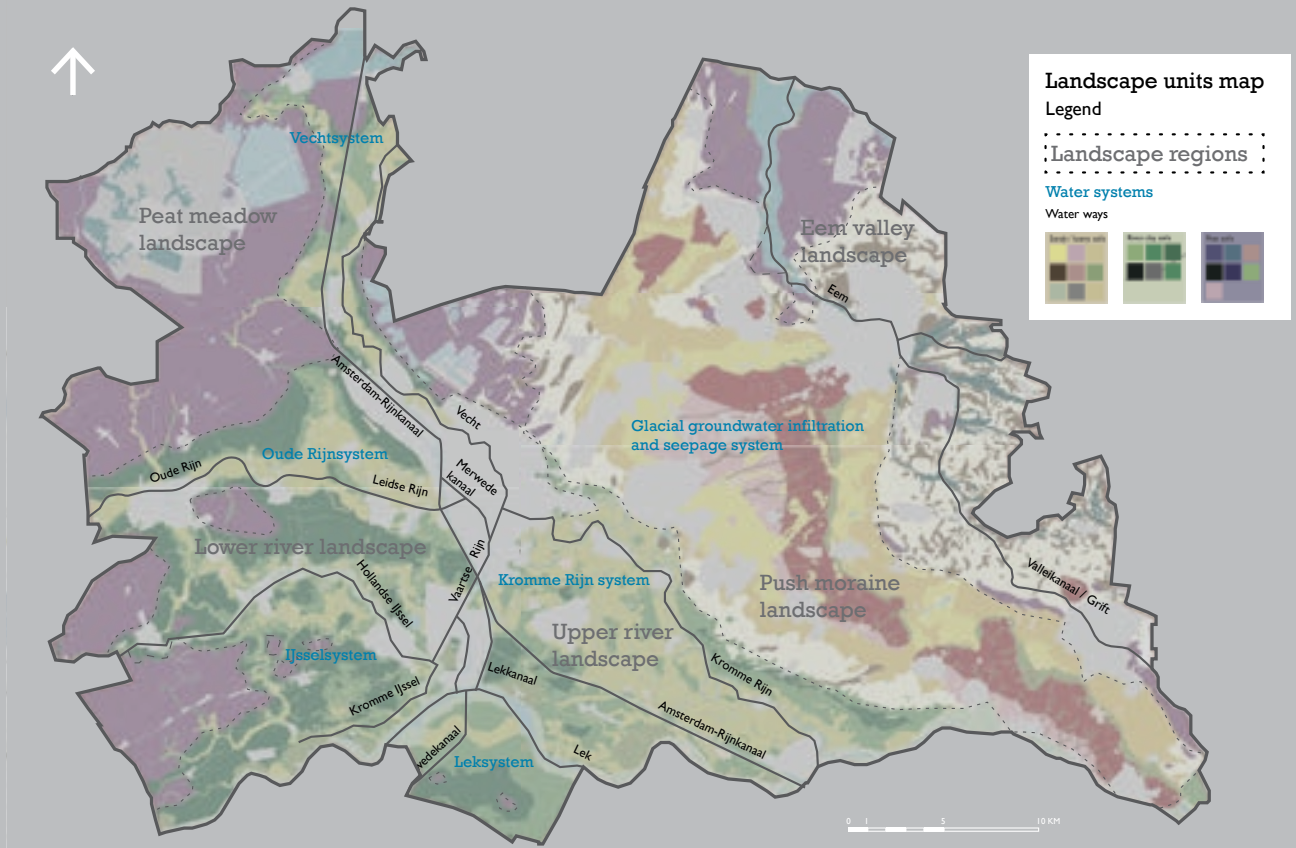 Landscape units map
Legend
Landscape regions
Water systems
Water ways
Vechtsystem
Peat meadow
landscape
Eem valley
landscape
Eem
Amsterdam-Rijnkanaal
Vecht
Glacial groundwater infiltration
and seepage system
Oude Rijnsystem
Oude Rijn
Leidse Rijn
Merwede
kanaal
Lower river landscape
Vaartse Rijn
Hollandse IJssel
Kromme Rijn system
Push moraine
landscape
Valleikanaal / Grift
Upper river
landscape
IJsselsystem
Kromme IJssel
Lekkanaal
Kromme Rijn
Amsterdam-Rijnkanaal
vedekanaal
Lek
Leksystem
0 1 5 10 KM